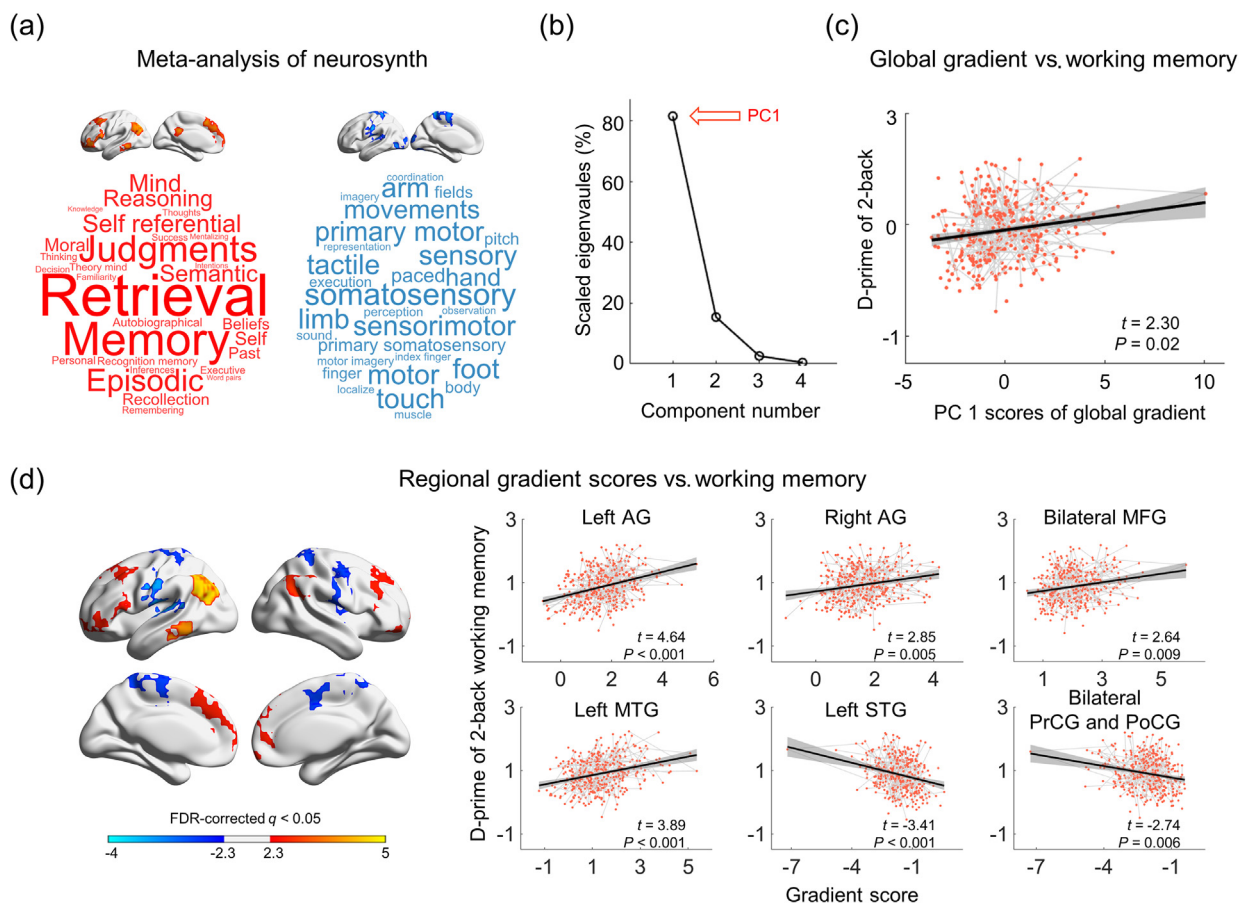 (a)
Meta-analysis of neurosynth
Mind
Reasoning
Knowledge
Thoughts
Self referential
Success Mentalizing
Moral
Judgments
Thinking
Decision Theory mind Intentions
Familiarity
Semantic
Retrieval
Autobiographical
Memory
Beliefs
Self
Past
Personal Recognition memory
Inferences Executive
Word pairs
Episodic
Recollection
Remembering
coordination
imagery arm fields
movements
primary motor pitch
representation
sensory
tactile
execution paced hand
somatosensory
perception observation
limb sensorimotor
sound
primary somatosensory
motor imagery index finger
finger motor foot
body
localize touch
muscle
(b)
Scaled eigenvaules (%)
80
60
40
20
0
PC1
1 2 3 4
Component number
(c)
Global gradient vs. working memory
D-prime of 2-back
3
1
0
-1
t = 2.30
P = 0.02
-5 0 5 10
PC 1 scores of global gradient
(d)
Regional gradient scores vs. working memory
FDR-corrected q < 0.05
-4 -2.3 2.3 5
D-prime of 2-back working memory
Left AG
3
1
-1
t = 4.64
P < 0.001
0 2 4 6
Right AG
3
1
-1
t = 2.85
P = 0.005
0 2 4
Bilateral MFG
3
1
-1
t = 2.64
P = 0.009
1 3 5
Left MTG
3
1
-1
t = 3.89
P < 0.001
-1 1 3 5
Left STG
3
1
-1
t = -3.41
P < 0.001
-7 -4 -1
Bilateral
PrCG and PoCG
3
1
-1
t = -2.74
P = 0.006
-7 -4 -1
Gradient score